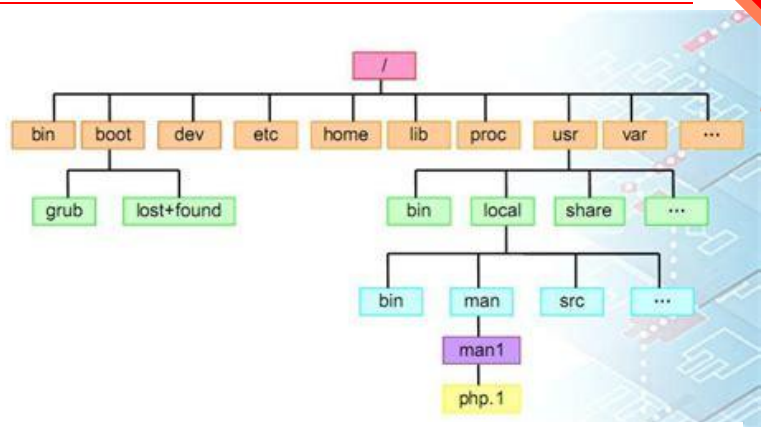 /
bin boot dev etc home lib proc usr var ...
grub lost+found bin local share ...
bin man src ...
man1
php.1